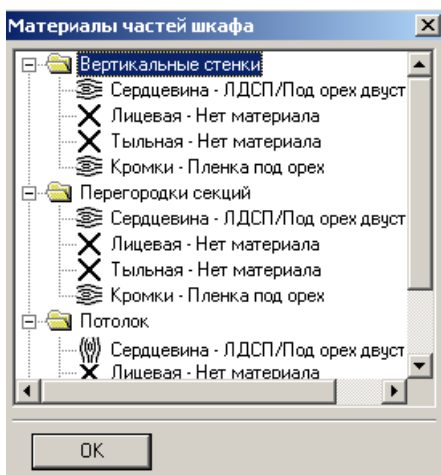 Материалы частей шкафа
Вертикальные стенки
Сердцевина - ЛДСП/Под орех двуст
Лицевая - Нет материала
Тыльная - Нет материала
Кромки - Пленка под орех
Перегородки секций
Сердцевина - ЛДСП/Под орех двуст
Лицевая - Нет материала
Тыльная - Нет материала
Кромки - Пленка под орех
Потолок
Сердцевина - ЛДСП/Под орех двуст
Лицевая - Нет материала
OK